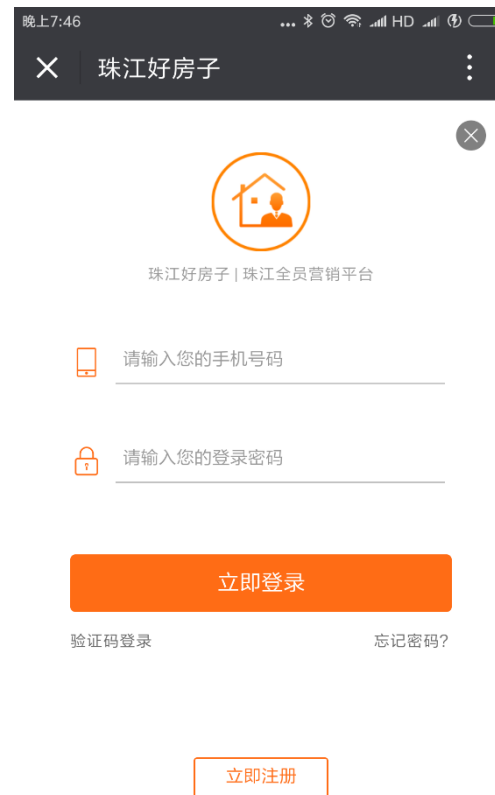 晚上7:46 ... HD
珠江好房子
珠江好房子 | 珠江全员营销平台
请输入您的手机号码
请输入您的登录密码
立即登录
验证码登录 忘记密码?
立即注册